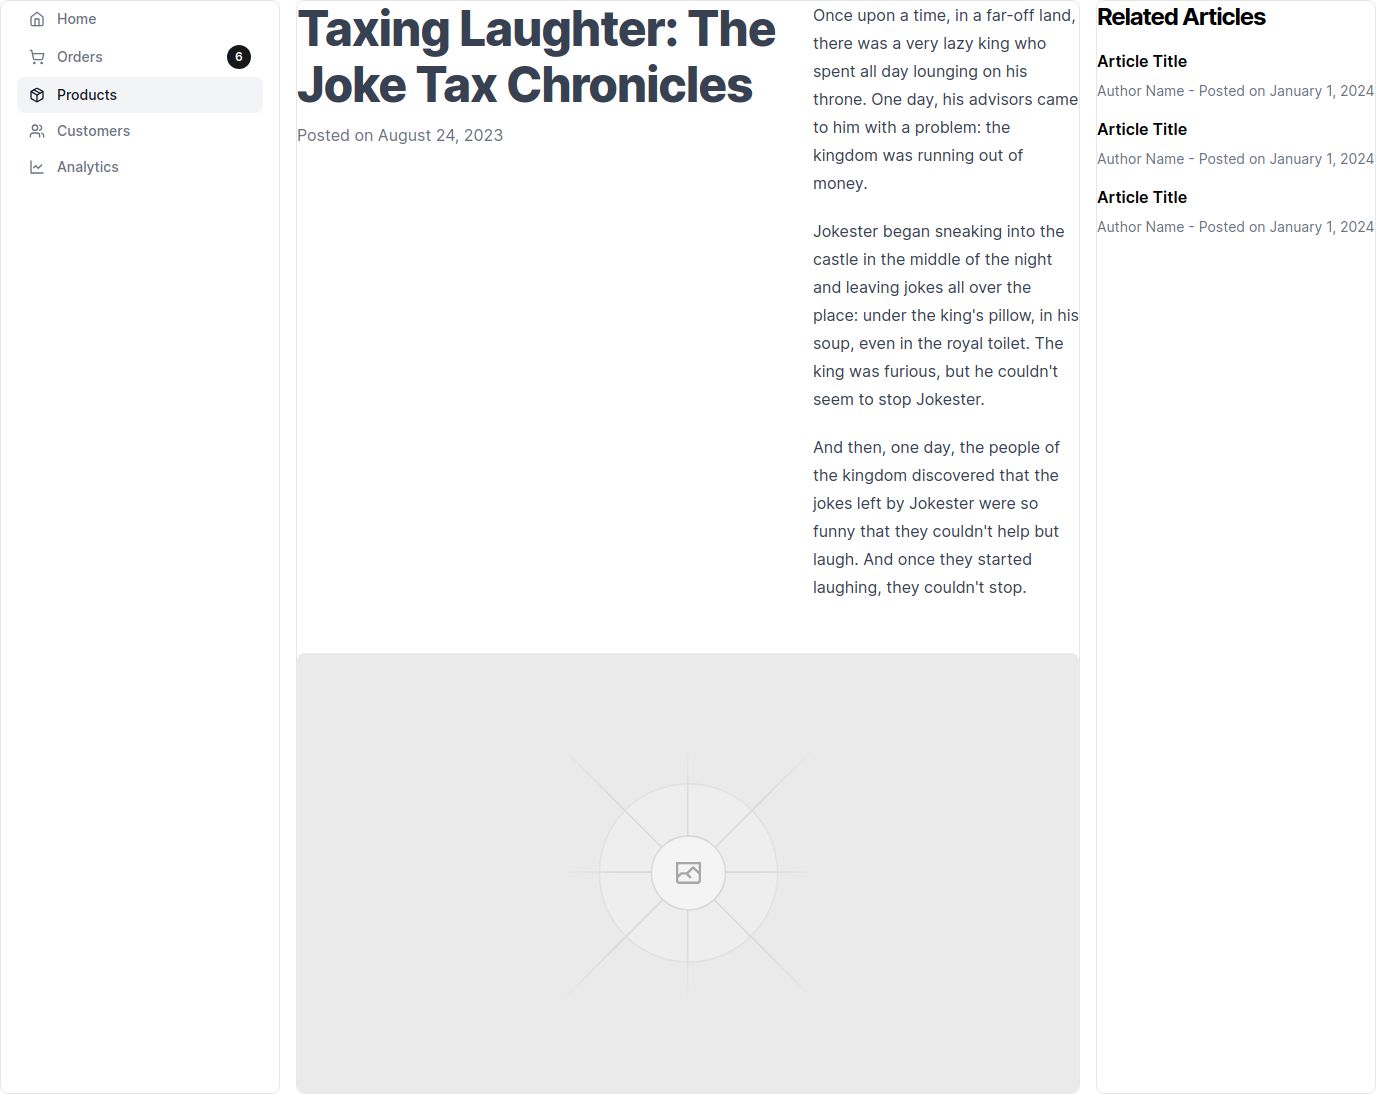 Home
Orders
6
Products
Customers
Analytics
Taxing Laughter: The
Joke Tax Chronicles
Posted on August 24, 2023
Once upon a time, in a far-off land,
there was a very lazy king who
spent all day lounging on his
throne. One day, his advisors came
to him with a problem: the
kingdom was running out of
money.
Jokester began sneaking into the
castle in the middle of the night
and leaving jokes all over the
place: under the king's pillow, in his
soup, even in the royal toilet. The
king was furious, but he couldn't
seem to stop Jokester.
And then, one day, the people of
the kingdom discovered that the
jokes left by Jokester were so
funny that they couldn't help but
laugh. And once they started
laughing, they couldn't stop.
Related Articles
Article Title
Author Name - Posted on January 1, 2024
Article Title
Author Name - Posted on January 1, 2024
Article Title
Author Name - Posted on January 1, 2024